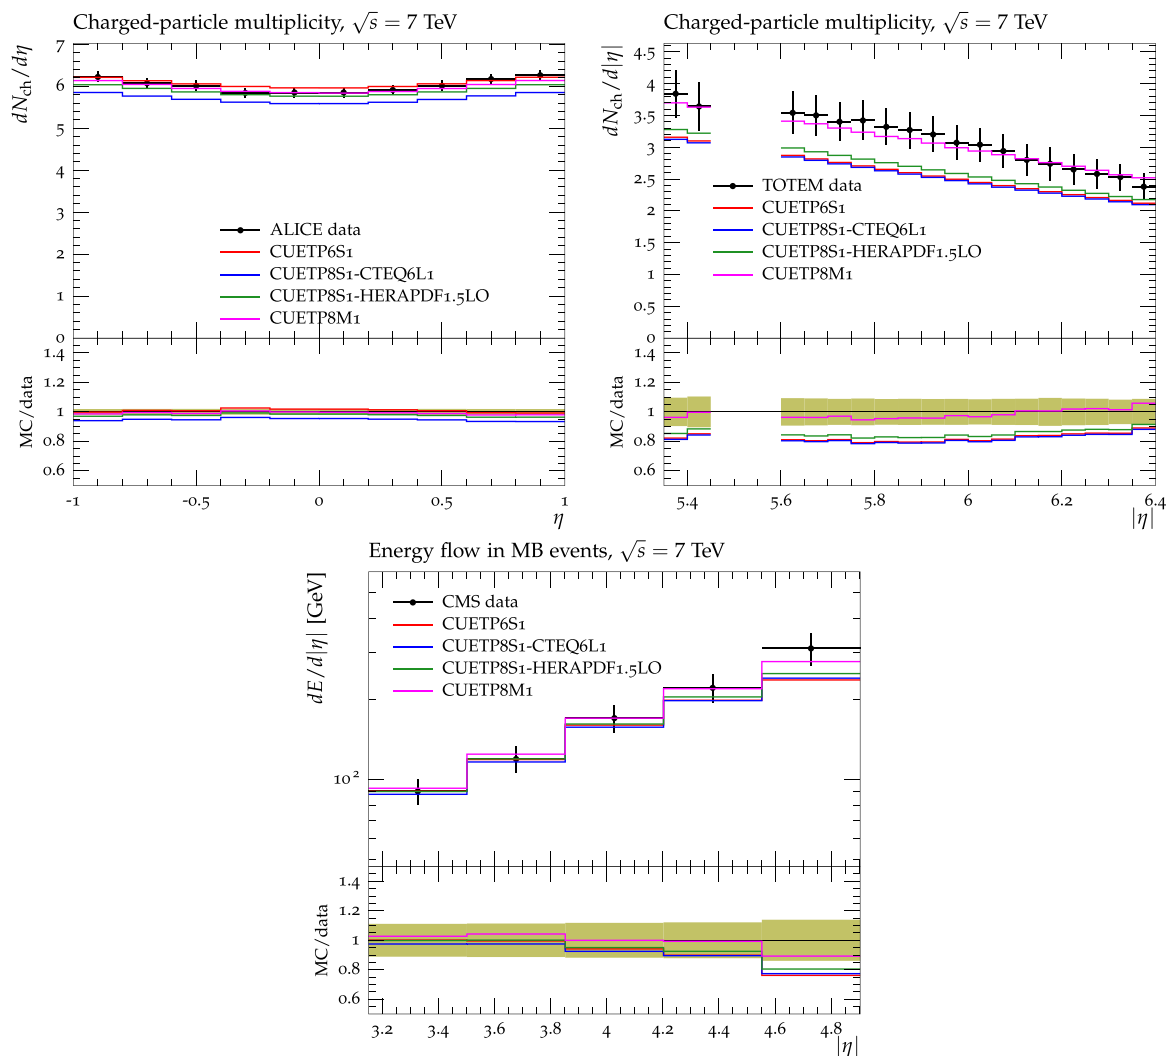 Charged-particle multiplicity, √s = 7 TeV
dN_ch/dη
7
6
5
4
3
2
1
0
ALICE data
CUETP6S1
CUETP8S1-CTEQ6L1
CUETP8S1-HERAPDF1.5LO
CUETP8M1
MC/data
1.4
1.2
1
0.8
0.6
-1 -0.5 0 0.5 1
η
Charged-particle multiplicity, √s = 7 TeV
dN_ch/d|η|
4.5
4
3.5
3
2.5
2
1.5
1
0.5
0
TOTEM data
CUETP6S1
CUETP8S1-CTEQ6L1
CUETP8S1-HERAPDF1.5LO
CUETP8M1
MC/data
1.4
1.2
1
0.8
0.6
5.4 5.6 5.8 6 6.2 6.4
|η|
Energy flow in MB events, √s = 7 TeV
dE/d|η| [GeV]
10²
CMS data
CUETP6S1
CUETP8S1-CTEQ6L1
CUETP8S1-HERAPDF1.5LO
CUETP8M1
MC/data
1.4
1.2
1
0.8
0.6
3.2 3.4 3.6 3.8 4 4.2 4.4 4.6 4.8
|η|